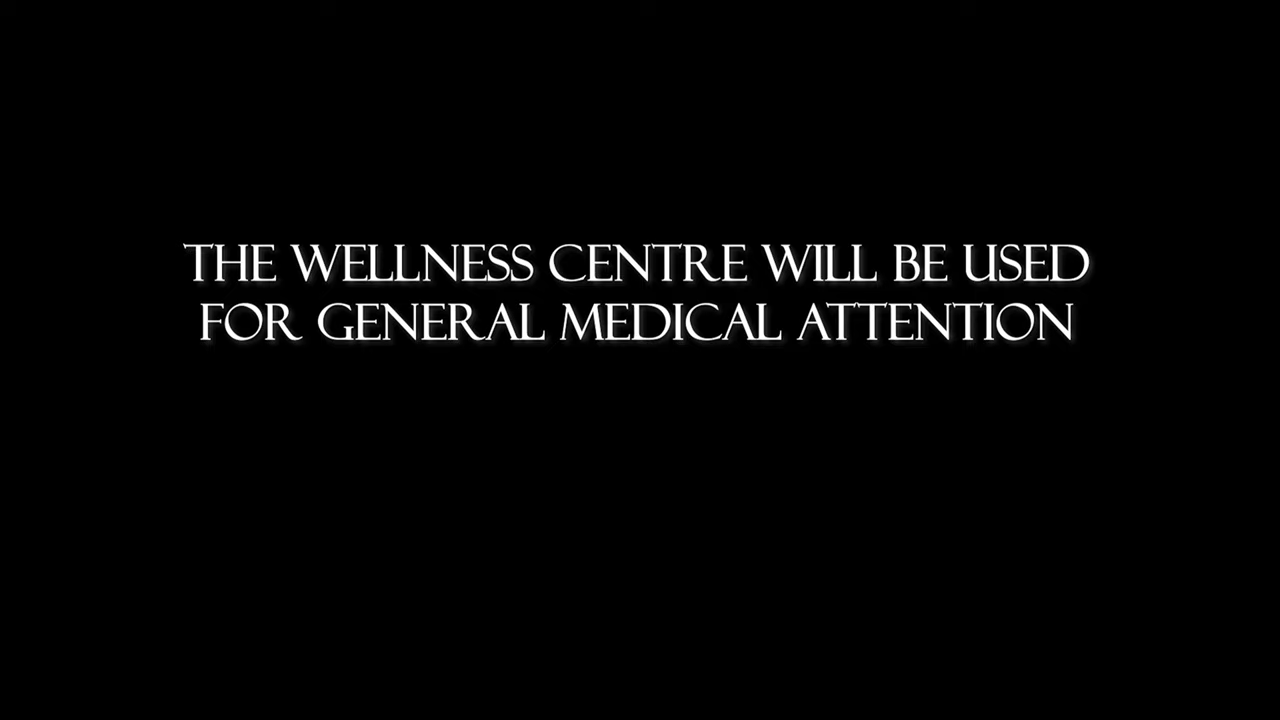 THE WELLNESS CENTRE WILL BE USED
FOR GENERAL MEDICAL ATTENTION